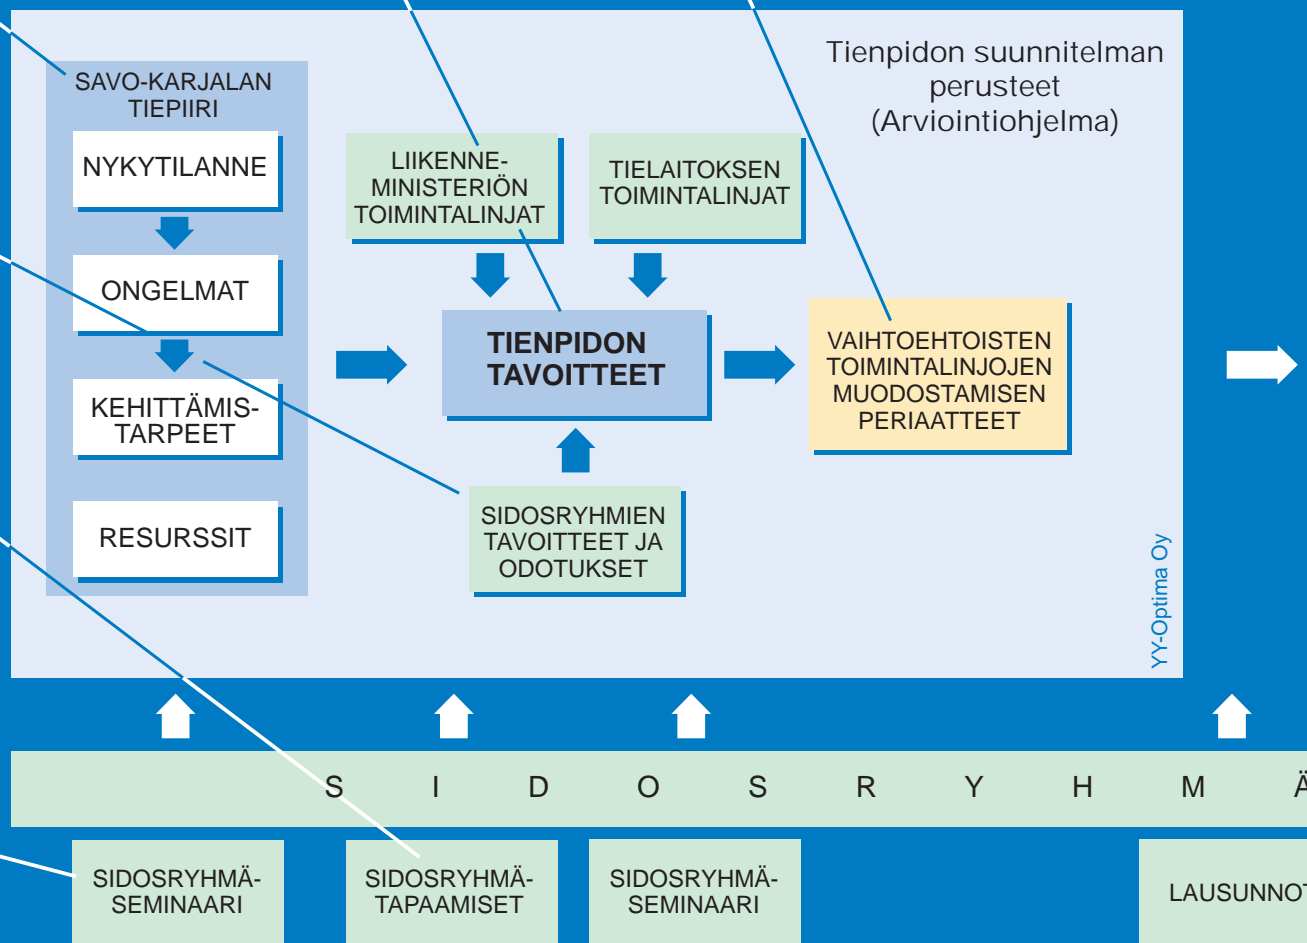 Tienpidon suunnitelman
perusteet
(Arviointiohjelma)
SAVO-KARJALAN
TIEPIIRI
NYKYTILANNE
ONGELMAT
KEHITTÄMIS-
TARPEET
RESURSSIT
LIIKENNE-
MINISTERIÖN
TOIMINTALINJAT
TIELAITOKSEN
TOIMINTALINJAT
TIENPIDON
TAVOITTEET
SIDOSRYHMIEN
TAVOITTEET JA
ODOTUKSET
VAIHTOEHTOISTEN
TOIMINTALINJOJEN
MUODOSTAMISEN
PERIAATTEET
YY-Optima Oy
S I D O S R Y H M Ä
SIDOSRYHMÄ-
SEMINAARI
SIDOSRYHMÄ-
TAPAAMISET
SIDOSRYHMÄ-
SEMINAARI
LAUSUNNOT